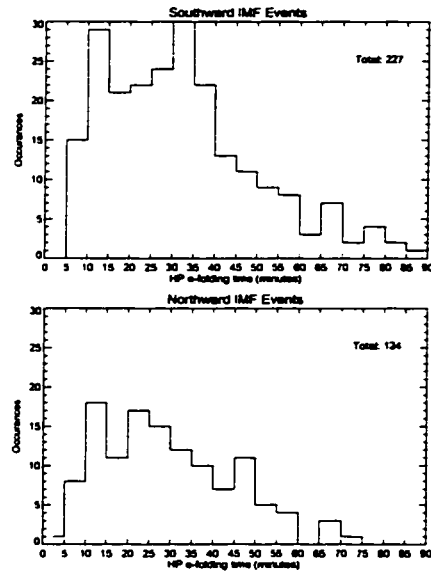 Southward IMF Events
Total: 227
30
25
20
15
10
5
0
Occurances
0 5 10 15 20 25 30 35 40 45 50 55 60 65 70 75 80 85 90
HP e-folding time (minutes)
Northward IMF Events
Total: 124
30
25
20
15
10
5
0
Occurances
0 5 10 15 20 25 30 35 40 45 50 55 60 65 70 75 80 85 90
HP e-folding time (minutes)